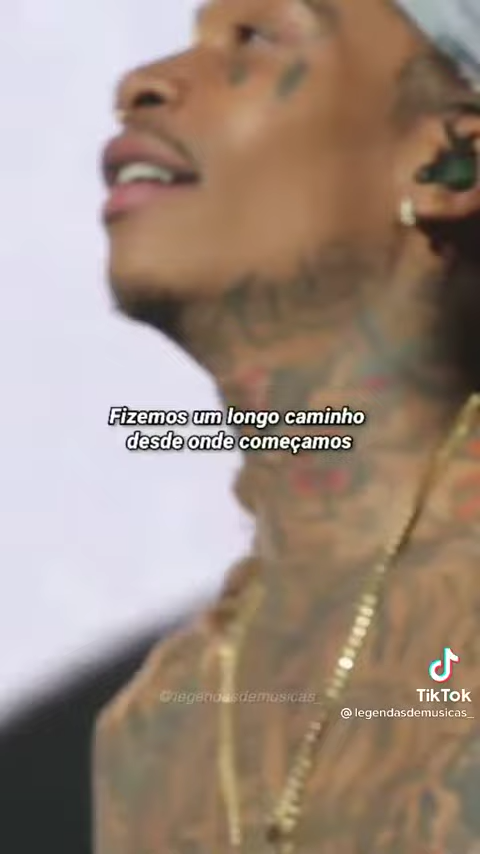 Fizemos um longo caminho
desde onde começamos
@legendasdemusicas_
TikTok
@legendasdemusicas_